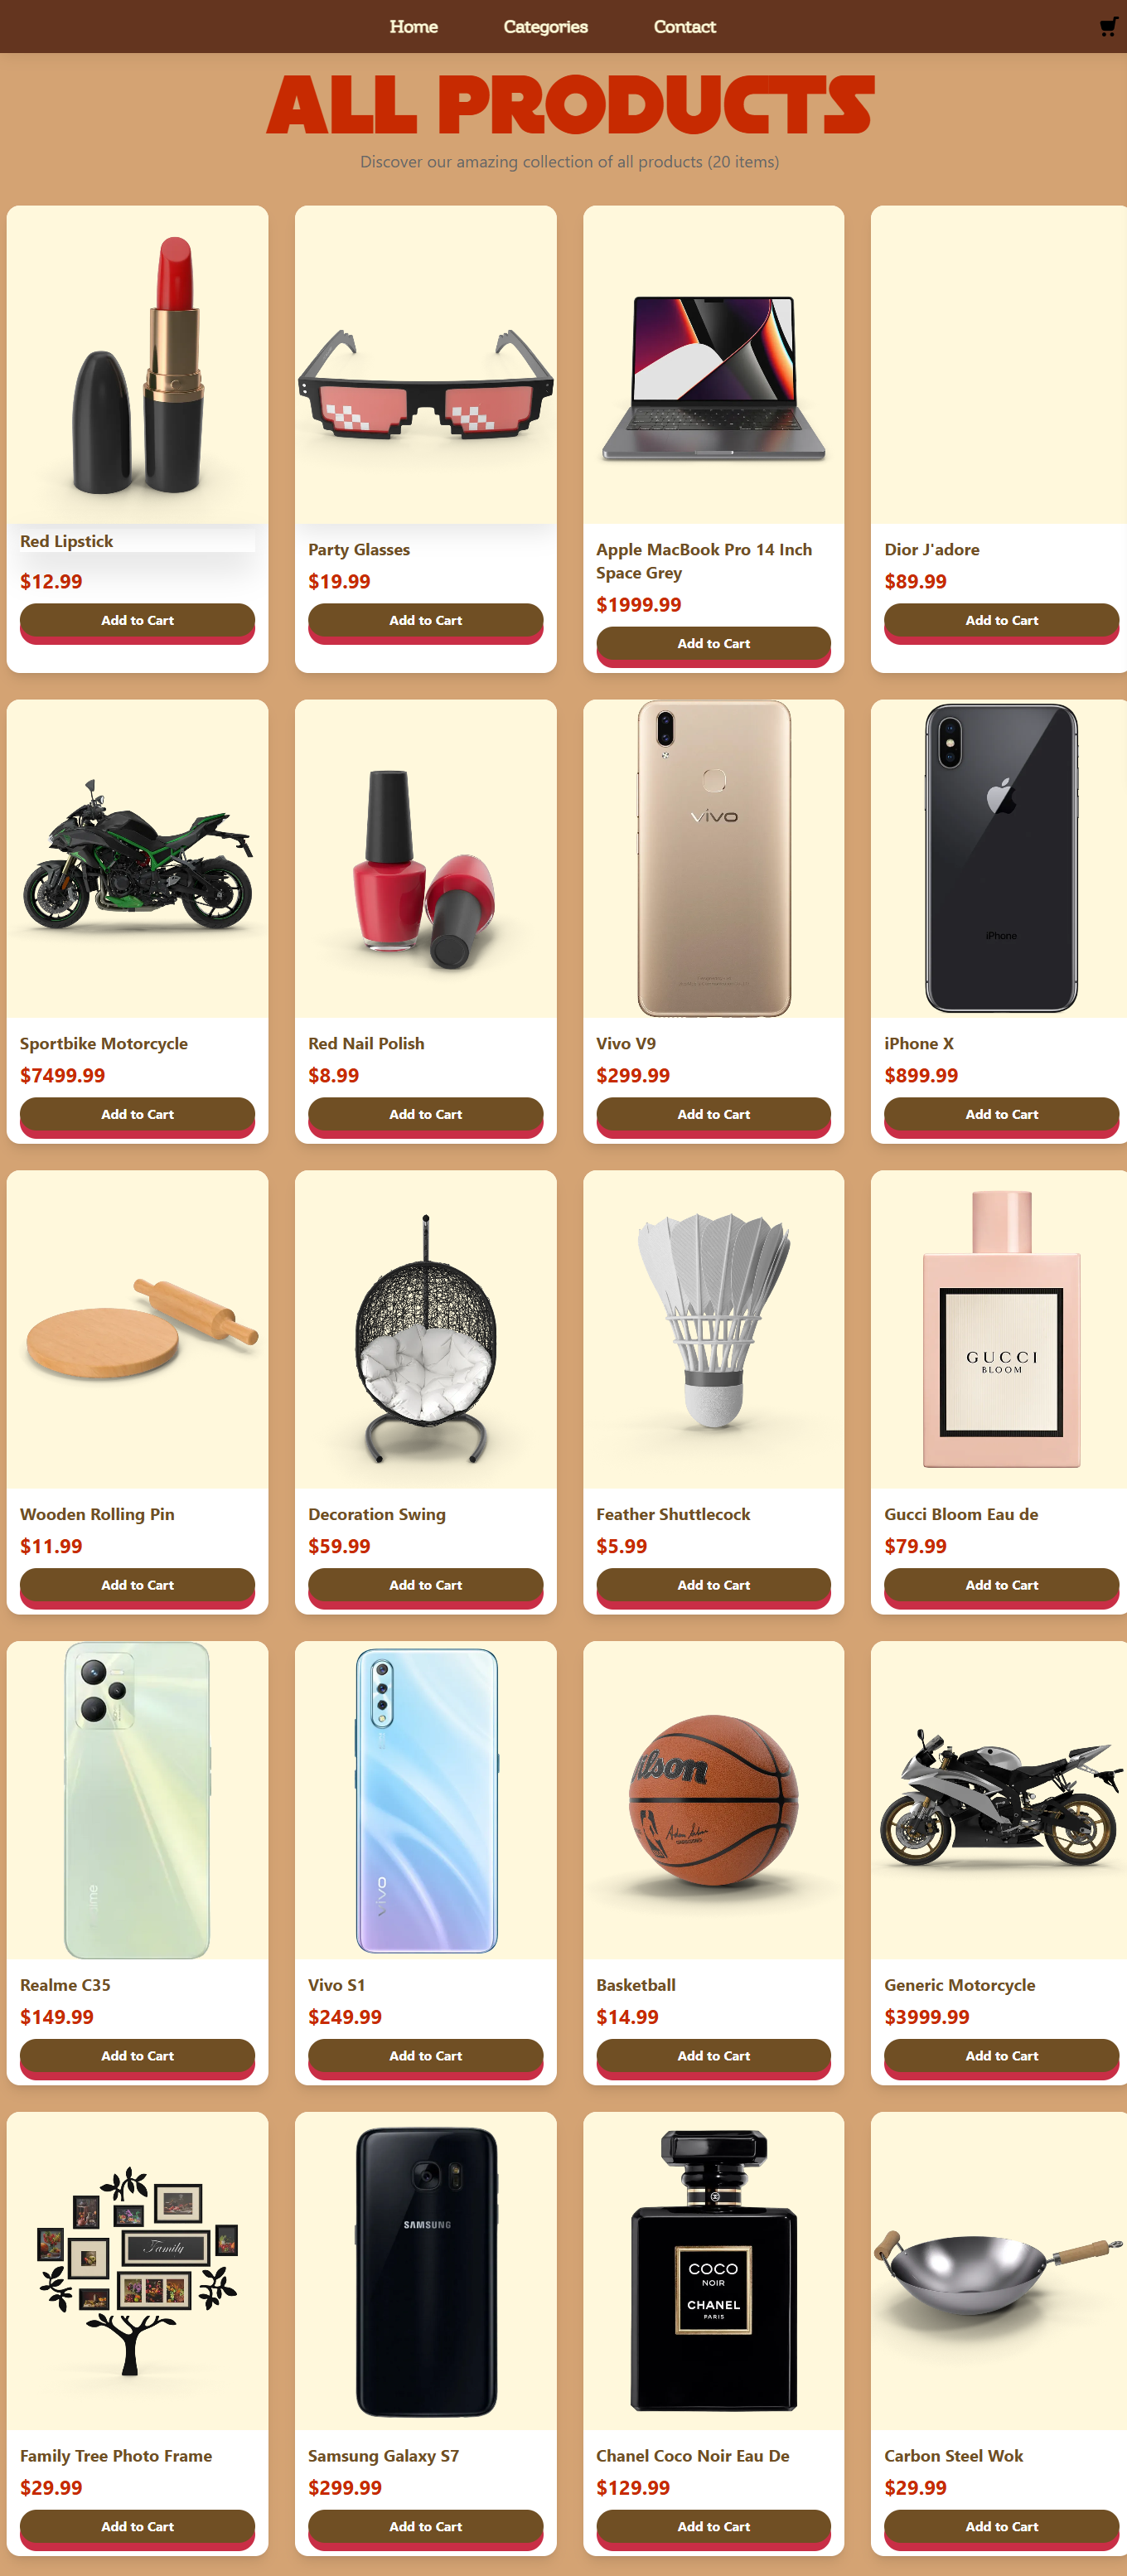 Home Categories Contact
ALL PRODUCTS
Discover our amazing collection of all products (20 items)
Red Lipstick
$12.99
Add to Cart
Party Glasses
$19.99
Add to Cart
Apple MacBook Pro 14 Inch
Space Grey
$1999.99
Add to Cart
Dior J'adore
$89.99
Add to Cart
Sportbike Motorcycle
$7499.99
Add to Cart
Red Nail Polish
$8.99
Add to Cart
vivo
Vivo V9
$299.99
Add to Cart
iPhone
iPhone X
$899.99
Add to Cart
Wooden Rolling Pin
$11.99
Add to Cart
Decoration Swing
$59.99
Add to Cart
Feather Shuttlecock
$5.99
Add to Cart
GUCCI
BLOOM
Gucci Bloom Eau de
$79.99
Add to Cart
realme
Realme C35
$149.99
Add to Cart
vivo
Vivo S1
$249.99
Add to Cart
ilson
Basketball
$14.99
Add to Cart
Generic Motorcycle
$3999.99
Add to Cart
Family
Family Tree Photo Frame
$29.99
Add to Cart
SAMSUNG
Samsung Galaxy S7
$299.99
Add to Cart
COCO
NOIR
CHANEL
PARIS
Chanel Coco Noir Eau De
$129.99
Add to Cart
Carbon Steel Wok
$29.99
Add to Cart